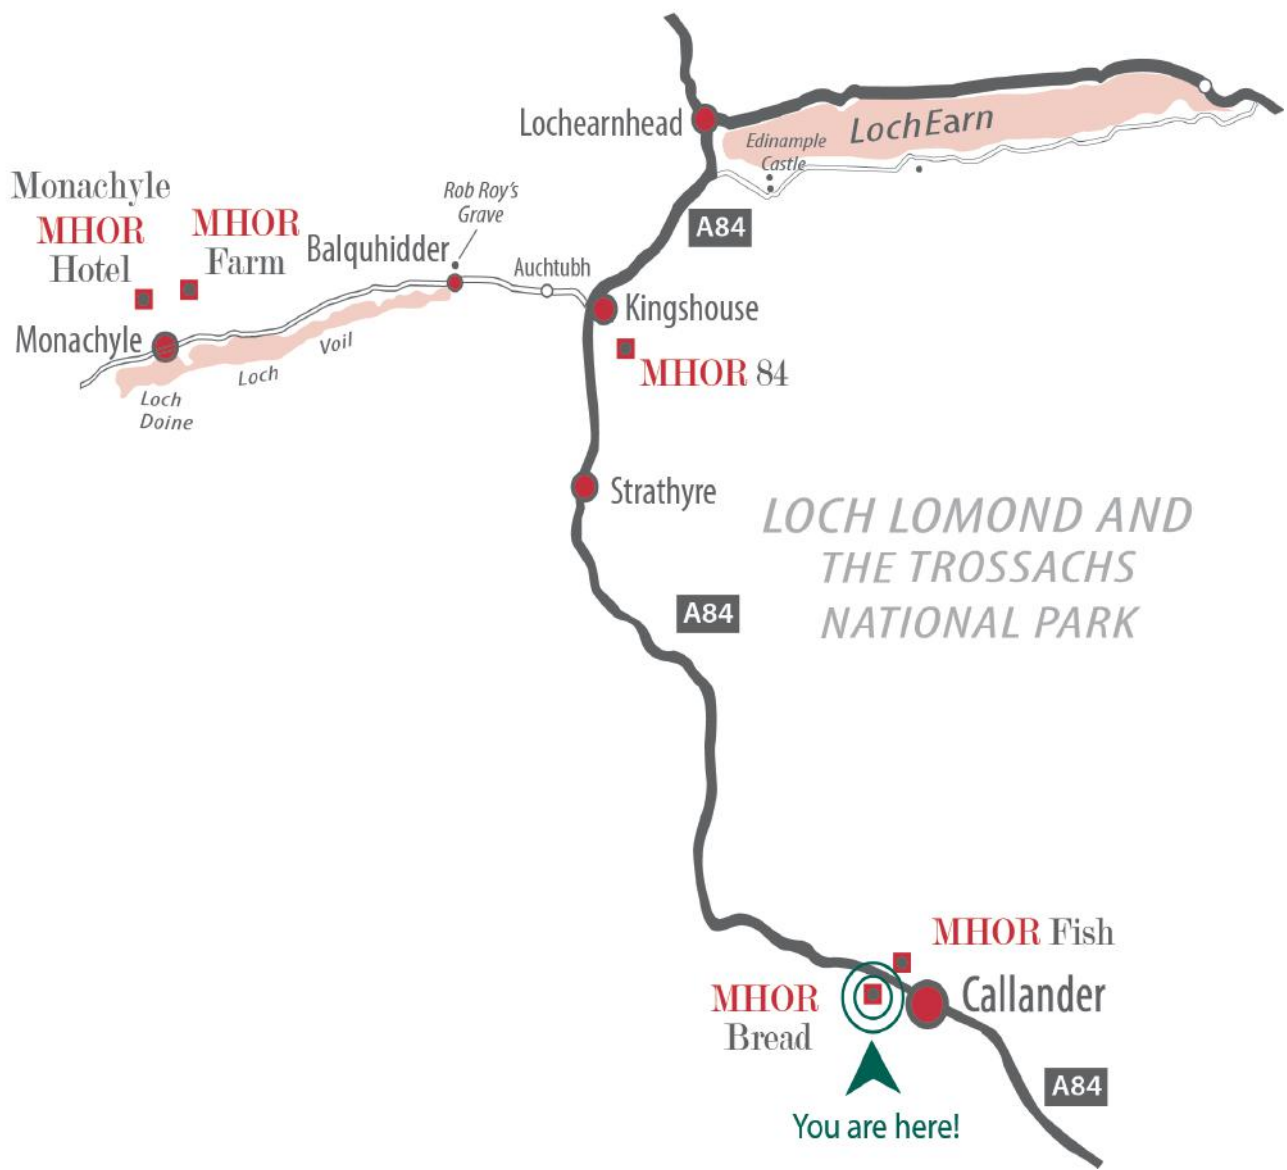 Lochearnhead
Loch Earn
Edinample
Castle
Monachyle
MHOR
Hotel
MHOR
Farm
Rob Roy's
Grave
Balquhidder
A84
Auchtubh
Kingshouse
Monachyle
Voil
Loch
MHOR 84
Loch
Doine
Strathyre
LOCH LOMOND AND
THE TROSSACHS
NATIONAL PARK
A84
MHOR Fish
MHOR
Bread
Callander
A84
You are here!